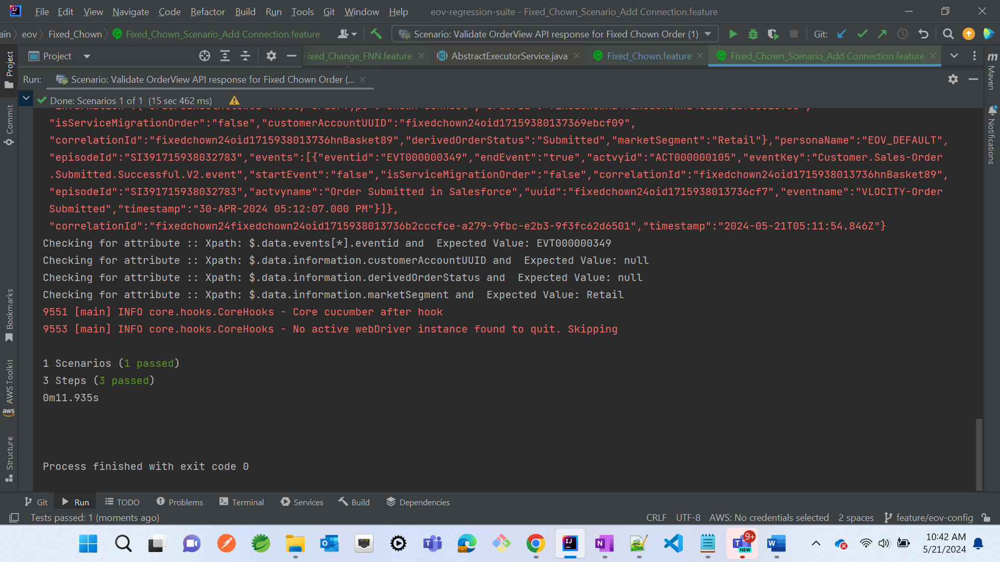 File Edit View Navigate Code Refactor Build Run Tools Git Window Help eov-regression-suite - Fixed_Chown_Scenario_Add Connection.feature
ain eov Fixed_Chown Fixed_Chown_Scenario_Add Connection.feature Scenario: Validate OrderView API response for Fixed Chown Order (1) Git:
Project Fixed_Change_FNN.feature AbstractExecutorService.java Fixed_Chown.feature Fixed_Chown_Scenario_Add Connection.feature
Run: Scenario: Validate OrderView API response for Fixed Chown Order (...
Done: Scenarios 1 of 1 (15 sec 462 ms)
"isServiceMigrationOrder":"false","customerAccountUUID":"fixedchown24oid17159380137369ebcf09",
"correlationId":"fixedchown24oid1715938013736hnBasket89","derivedOrderStatus":"Submitted","marketSegment":"Retail"},"personaName":"EOV_DEFAULT",
"episodeId":"SI391715938032783","events":[{"eventid":"EVT000000349","endEvent":"true","actvyid":"ACT000000105","eventKey":"Customer.Sales-Order
.Submitted.Successful.V2.event","startEvent":"false","isServiceMigrationOrder":"false","correlationId":"fixedchown24oid1715938013736hnBasket89",
"episodeId":"SI391715938032783","actvyname":"Order Submitted in Salesforce","uuid":"fixedchown24oid1715938013736cf7","eventname":"VLOCITY-Order
Submitted","timestamp":"30-APR-2024 05:12:07.000 PM"}]},
"correlationId":"fixedchown24fixedchown24oid1715938013736b2cccfce-a279-9fbc-e2b3-9f3fc62d6501","timestamp":"2024-05-21T05:11:54.846Z"}
Checking for attribute :: Xpath: $.data.events[*].eventid and  Expected Value: EVT000000349
Checking for attribute :: Xpath: $.data.information.customerAccountUUID and  Expected Value: null
Checking for attribute :: Xpath: $.data.information.derivedOrderStatus and  Expected Value: null
Checking for attribute :: Xpath: $.data.information.marketSegment and  Expected Value: Retail
9551 [main] INFO core.hooks.CoreHooks - Core cucumber after hook
9553 [main] INFO core.hooks.CoreHooks - No active webDriver instance found to quit. Skipping
1 Scenarios (1 passed)
3 Steps (3 passed)
0m11.935s
Process finished with exit code 0
Project
Commit
Bookmarks
AWS Toolkit
aws
Structure
m
Maven
Notifications
Git Run TODO Problems Terminal Services Build Dependencies
Tests passed: 1 (moments ago) CRLF UTF-8 AWS: No credentials selected 2 spaces feature/eov-config
9+
NEW
10:42 AM
5/21/2024